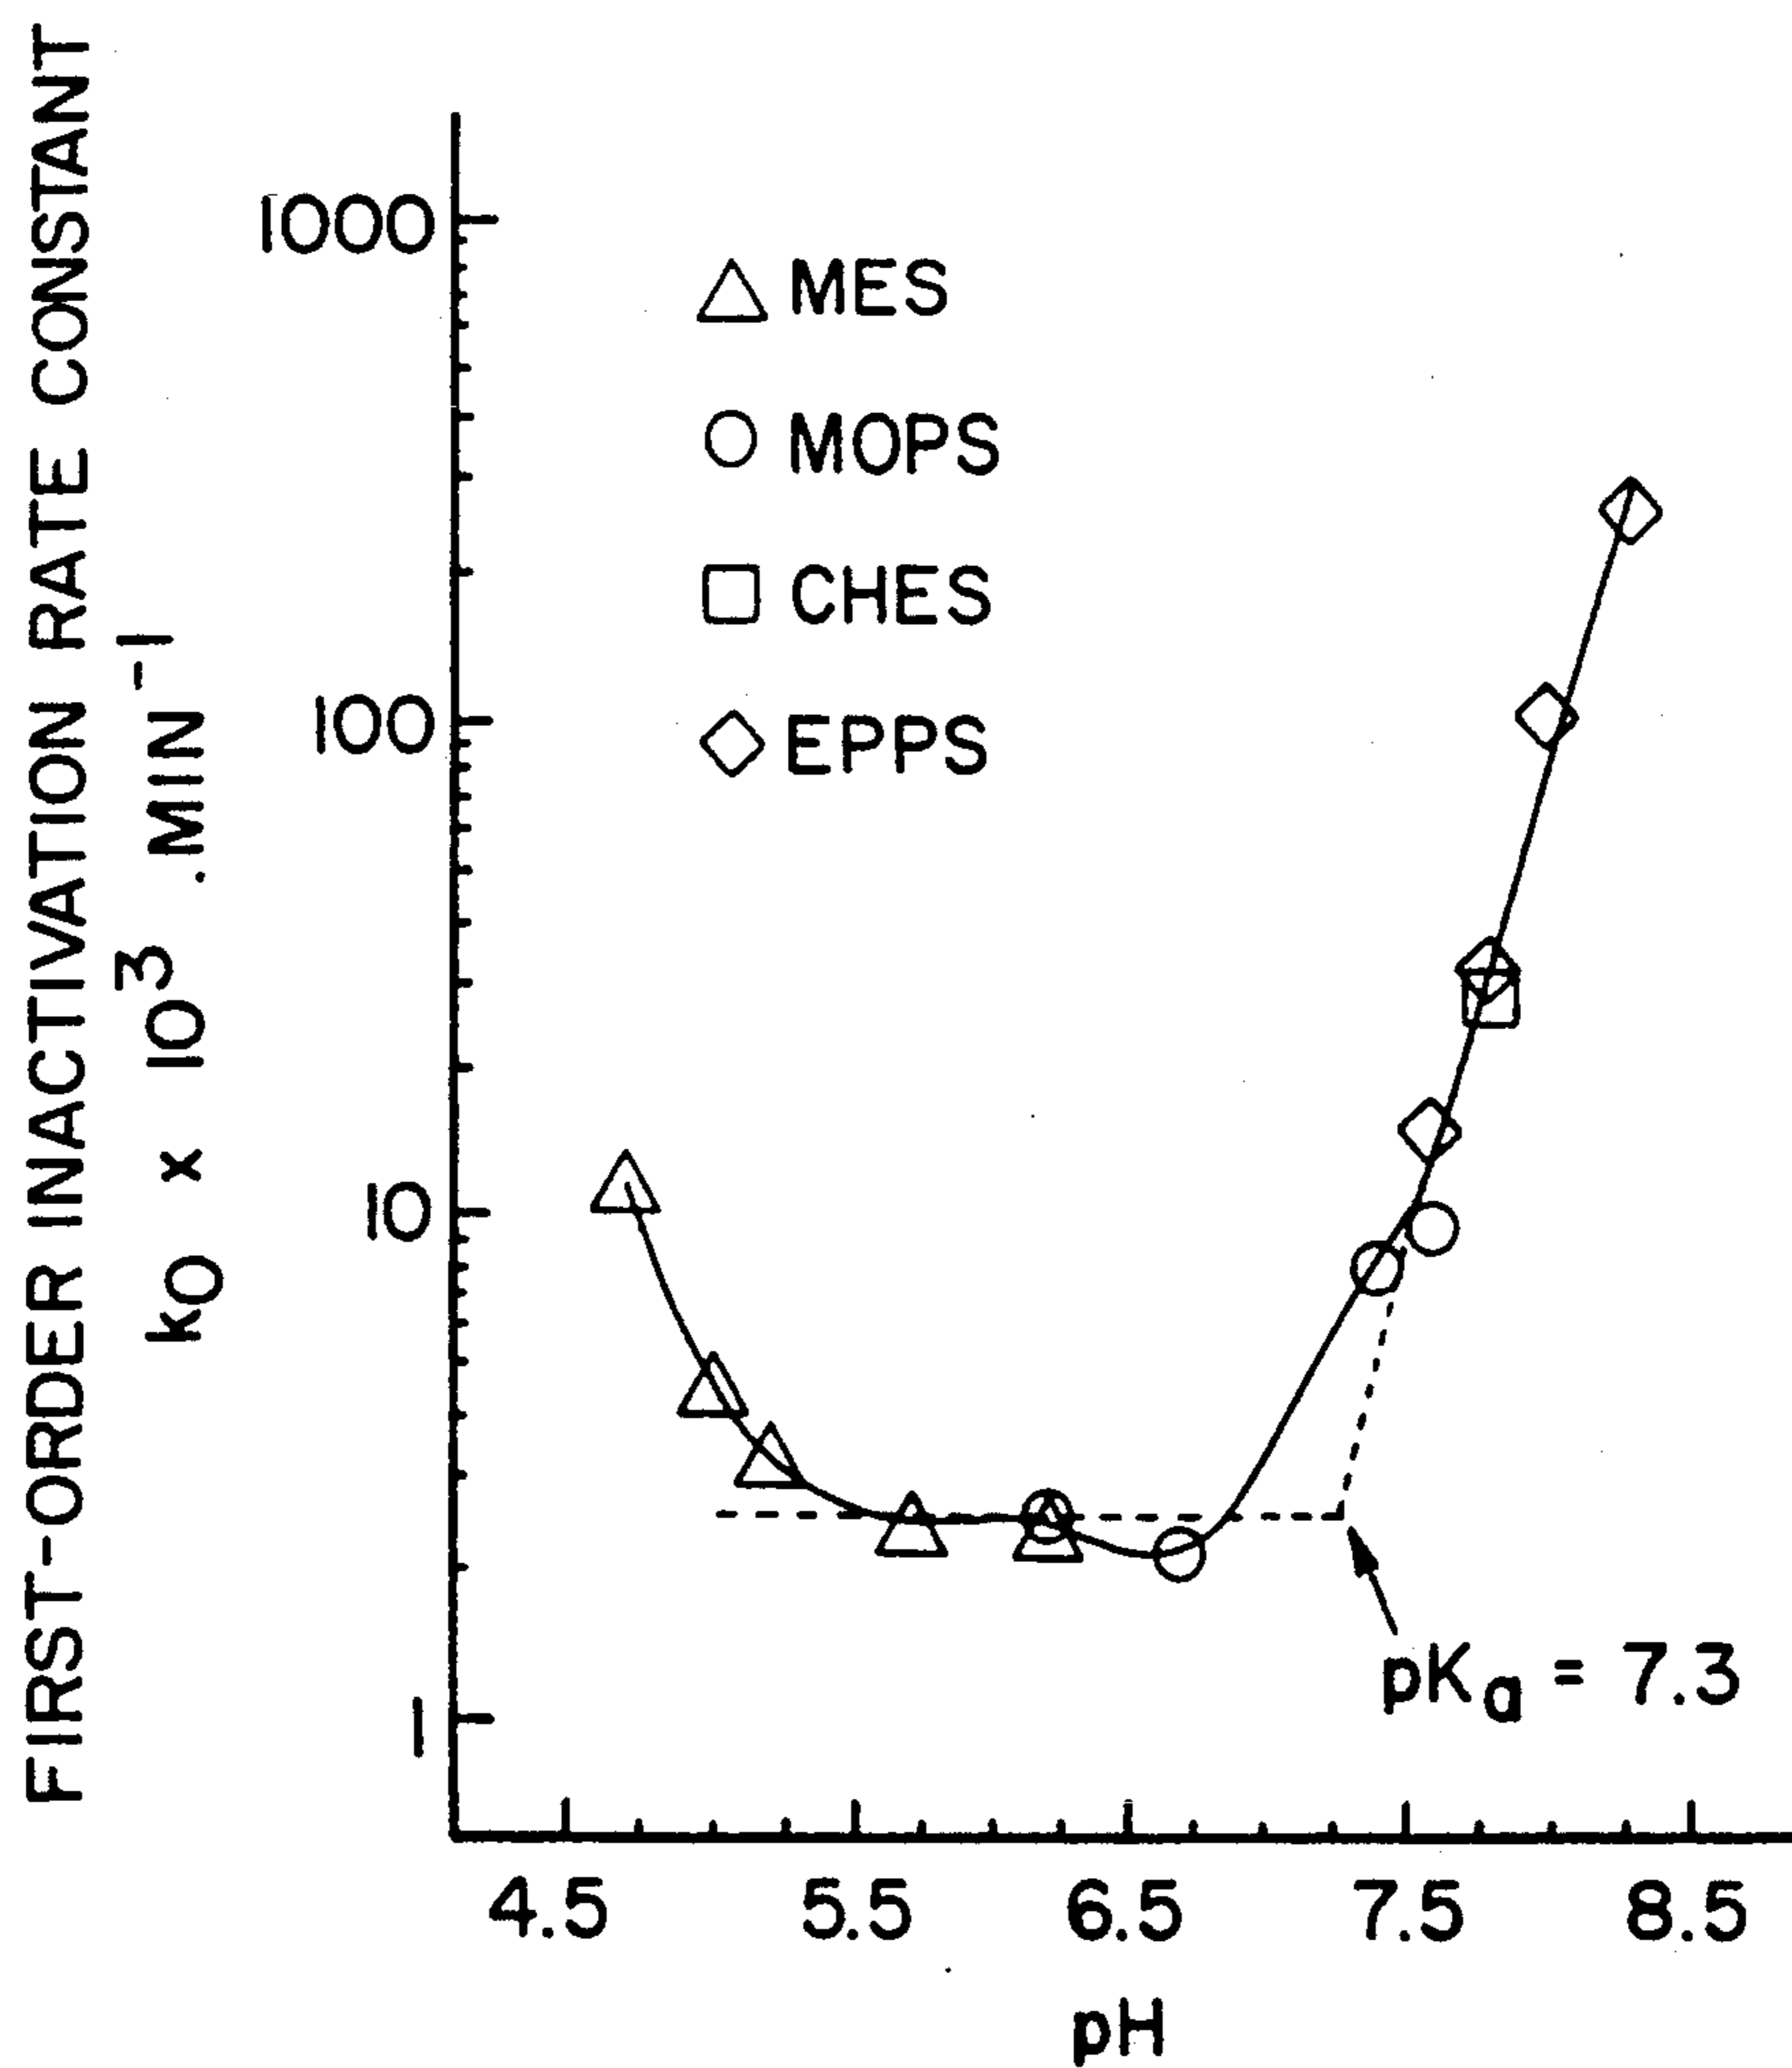 FIRST-ORDER INACTIVATION RATE CONSTANT
kO x 10³ .MIN⁻¹
1000
100
10
1
MES
MOPS
CHES
EPPS
pKa = 7.3
4.5 5.5 6.5 7.5 8.5
pH